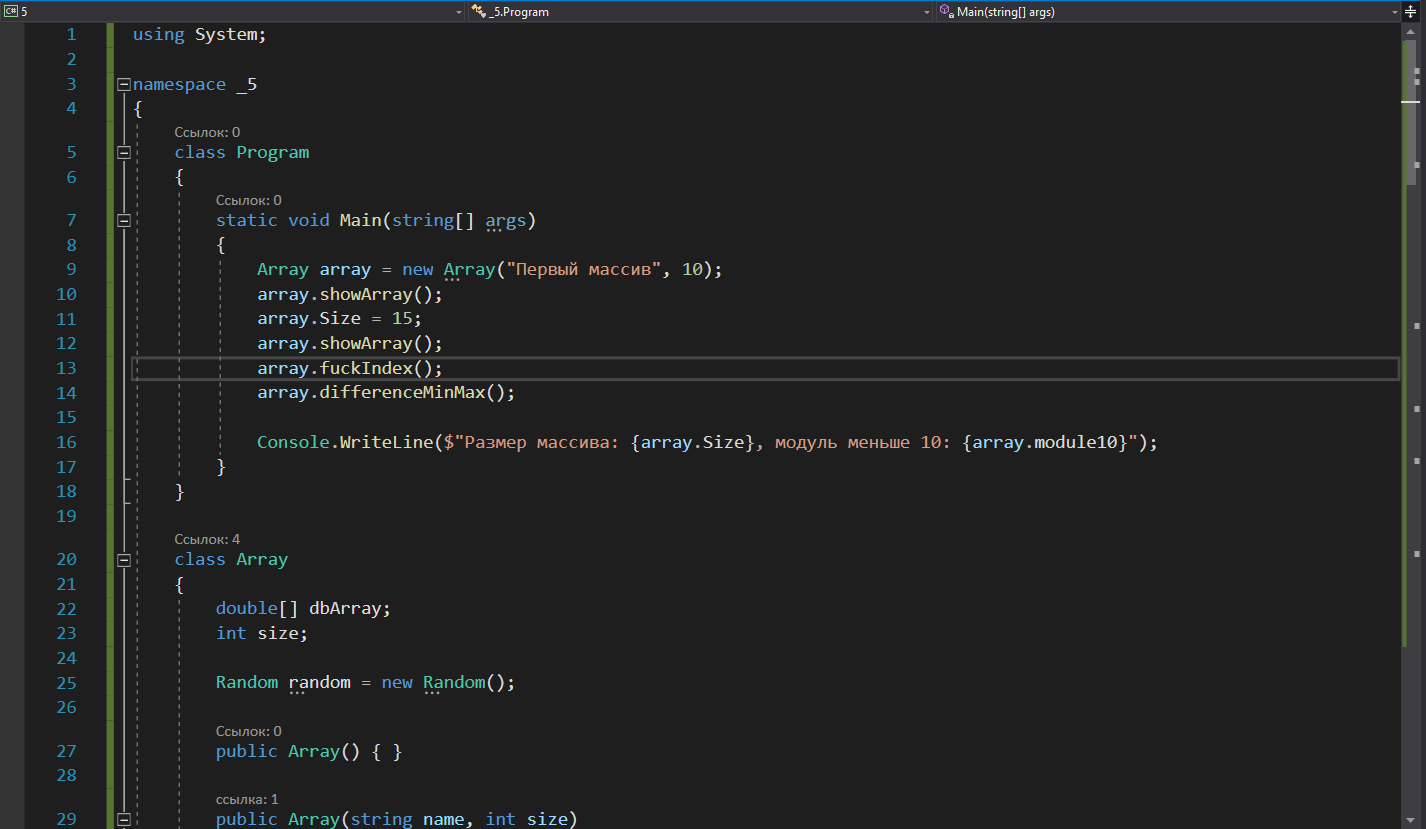 C# 5 _5.Program Main(string[] args)
1 using System;
2
3 namespace _5
4 {
Ссылок: 0
5 class Program
6 {
Ссылок: 0
7 static void Main(string[] args)
8 {
9 Array array = new Array("Первый массив", 10);
10 array.showArray();
11 array.Size = 15;
12 array.showArray();
13 array.fuckIndex();
14 array.differenceMinMax();
15
16 Console.WriteLine($"Размер массива: {array.Size}, модуль меньше 10: {array.module10}");
17 }
18 }
19
Ссылок: 4
20 class Array
21 {
22 double[] dbArray;
23 int size;
24
25 Random random = new Random();
26
Ссылок: 0
27 public Array() { }
28
ссылка: 1
29 public Array(string name, int size)